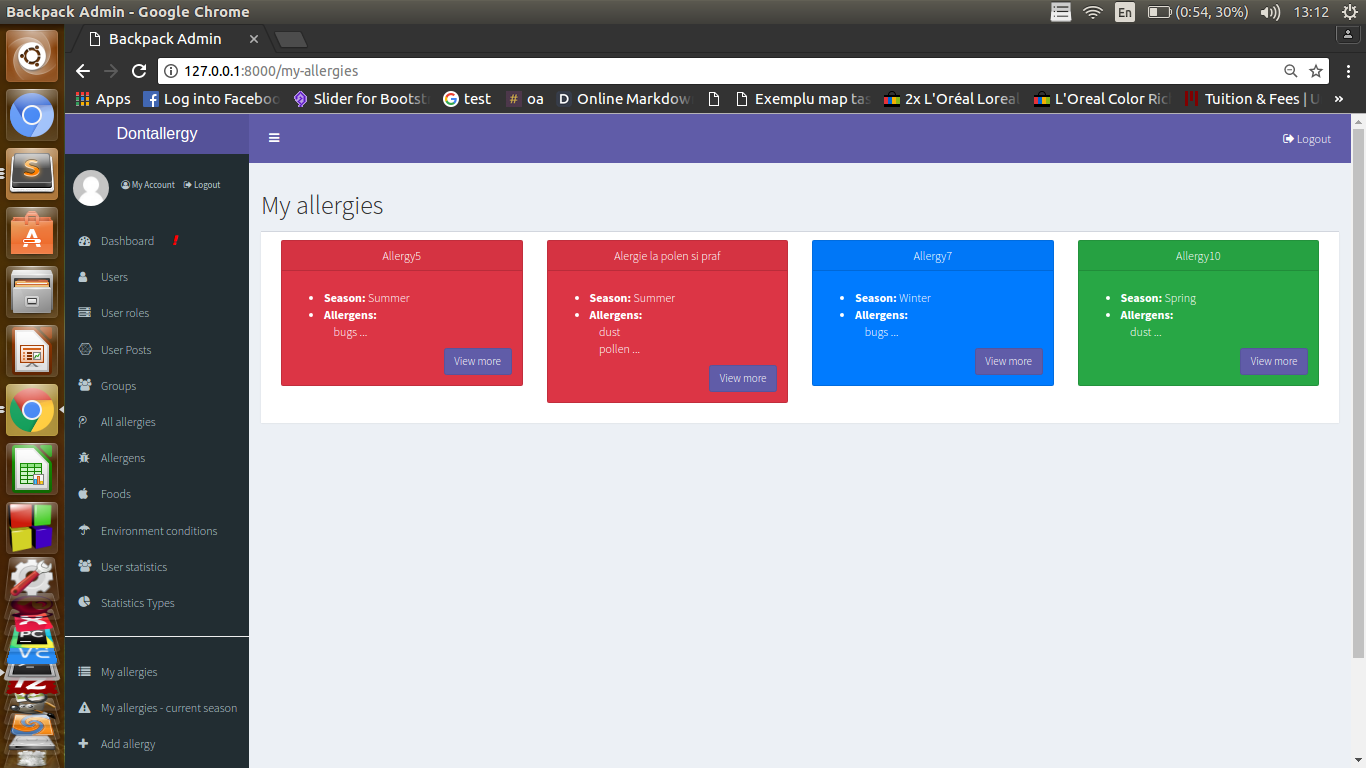 Backpack Admin - Google Chrome
En (0:54, 30%) 13:12
Backpack Admin
127.0.0.1:8000/my-allergies
Apps Log into Faceboo Slider for Bootst test oa Online Markdow Exemplu map tas 2x L'Oréal Loreal L'Oreal Color Ric Tuition & Fees | U »
Dontallergy
Logout
My Account Logout
Dashboard !
Users
User roles
User Posts
Groups
All allergies
Allergens
Foods
Environment conditions
User statistics
Statistics Types
My allergies
My allergies - current season
Add allergy
My allergies
Allergy5
Season: Summer
Allergens:
bugs ...
View more
Alergie la polen si praf
Season: Summer
Allergens:
dust
pollen ...
View more
Allergy7
Season: Winter
Allergens:
bugs ...
View more
Allergy10
Season: Spring
Allergens:
dust ...
View more
PC
VC